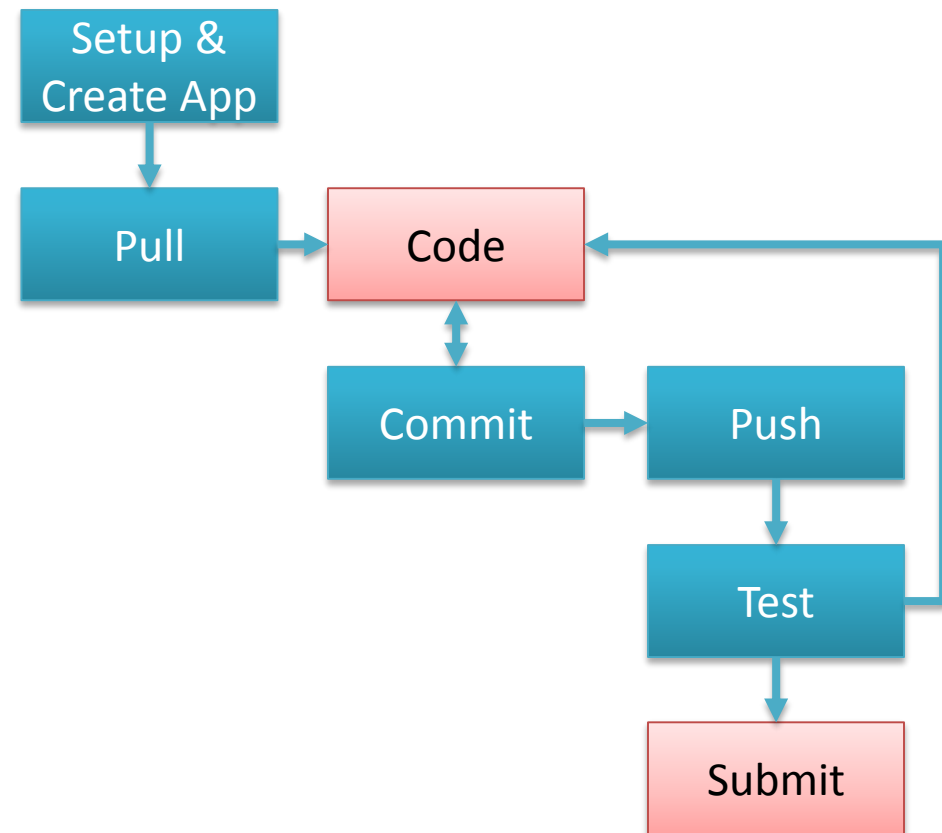 Setup &
Create App
Pull
Code
Commit
Push
Test
Submit